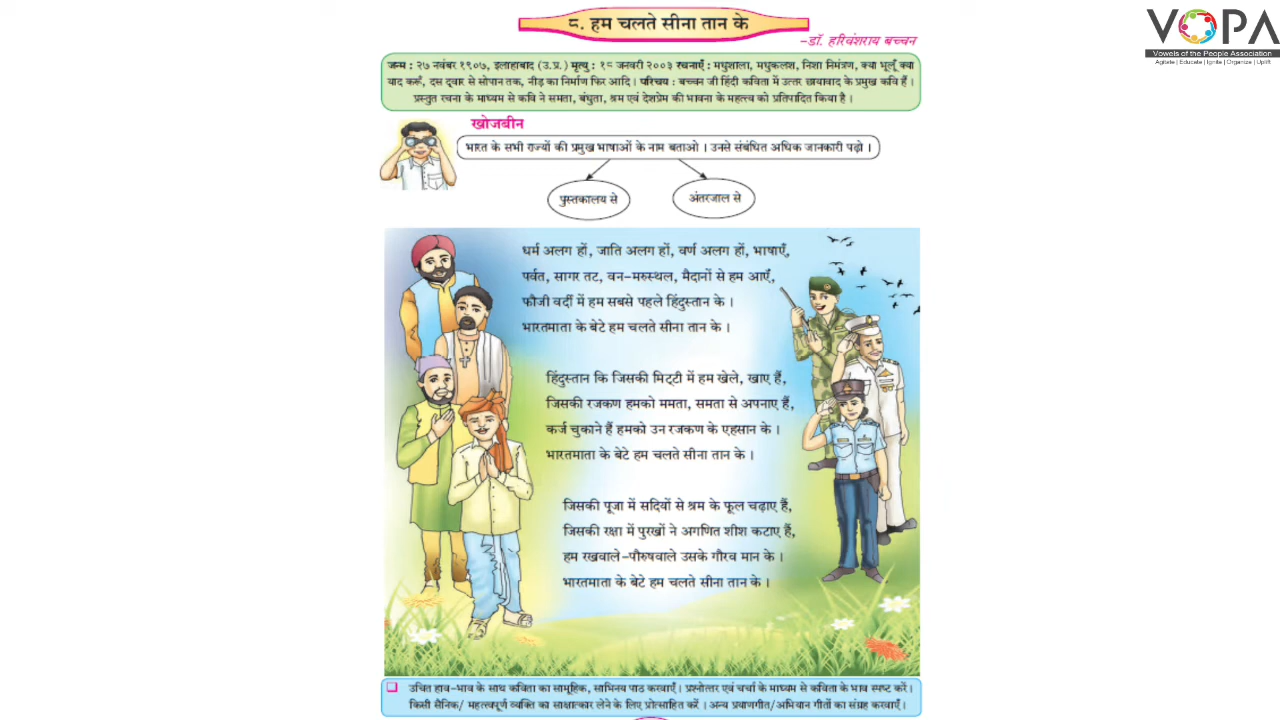 ८. हम चलते सीना तान के
-डॉ. हरिवंशराय बच्चन
जन्म : २७ नवंबर १९०७, इलाहाबाद (उ.प्र.) मृत्यु : १८ जनवरी २००३ रचनाएँ : मधुशाला, मधुकलश, निशा निमंत्रण, क्या भूलूँ क्या
याद करूँ, दस द्वार से सोपान तक, नीड़ का निर्माण फिर आदि । परिचय : बच्चन जी हिंदी कविता में उत्तर छायावाद के प्रमुख कवि हैं ।
प्रस्तुत रचना के माध्यम से कवि ने समता, बंधुता, श्रम एवं देशप्रेम की भावना के महत्त्व को प्रतिपादित किया है ।
खोजबीन
भारत के सभी राज्यों की प्रमुख भाषाओं के नाम बताओ । उनसे संबंधित अधिक जानकारी पढ़ो ।
पुस्तकालय से
अंतरजाल से
धर्म अलग हों, जाति अलग हों, वर्ण अलग हों, भाषाएँ,
पर्वत, सागर तट, वन-मरुस्थल, मैदानों से हम आएँ,
फौजी वर्दी में हम सबसे पहले हिंदुस्तान के ।
भारतमाता के बेटे हम चलते सीना तान के ।
हिंदुस्तान कि जिसकी मिट्टी में हम खेले, खाए हैं,
जिसकी रजकण हमको ममता, समता से अपनाए हैं,
कर्ज चुकाने हैं हमको उन रजकण के एहसान के ।
भारतमाता के बेटे हम चलते सीना तान के ।
जिसकी पूजा में सदियों से श्रम के फूल चढ़ाए हैं,
जिसकी रक्षा में पुरखों ने अगणित शीश कटाए हैं,
हम रखवाले-पौरुषवाले उसके गौरव मान के ।
भारतमाता के बेटे हम चलते सीना तान के ।
उचित हाव-भाव के साथ कविता का सामूहिक, साभिनय पाठ करवाएँ। प्रश्नोत्तर एवं चर्चा के माध्यम से कविता के भाव स्पष्ट करें।
किसी सैनिक/ महत्त्वपूर्ण व्यक्ति का साक्षात्कार लेने के लिए प्रोत्साहित करें । अन्य प्रयाणगीत/अभियान गीतों का संग्रह करवाएँ।
VOPA
Vowels of the People Association
Agitate | Educate | Ignite | Organize | Uplift